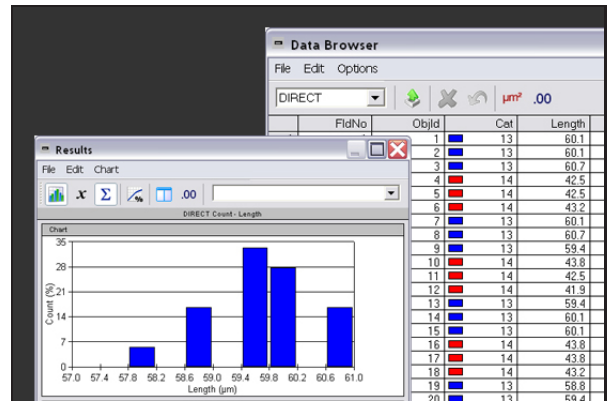 Data Browser
File Edit Options
DIRECT µm² .00
FldNo ObjId Cat Length
1 13 60.1
2 13 60.1
3 13 60.7
4 14 42.5
5 14 42.5
6 14 43.2
7 13 60.1
8 13 60.7
9 13 59.4
10 14 43.8
11 14 42.5
12 14 41.9
13 13 59.4
14 13 60.1
15 13 60.1
16 14 43.8
17 14 43.8
18 14 43.2
19 13 58.8
20 13 59.4
Results
File Edit Chart
x Σ % .00
DIRECT Count - Length
Chart
35
28
21
14
7
0
Count (%)
57.0 57.4 57.8 58.2 58.6 59.0 59.4 59.8 60.2 60.6 61.0
Length (µm)